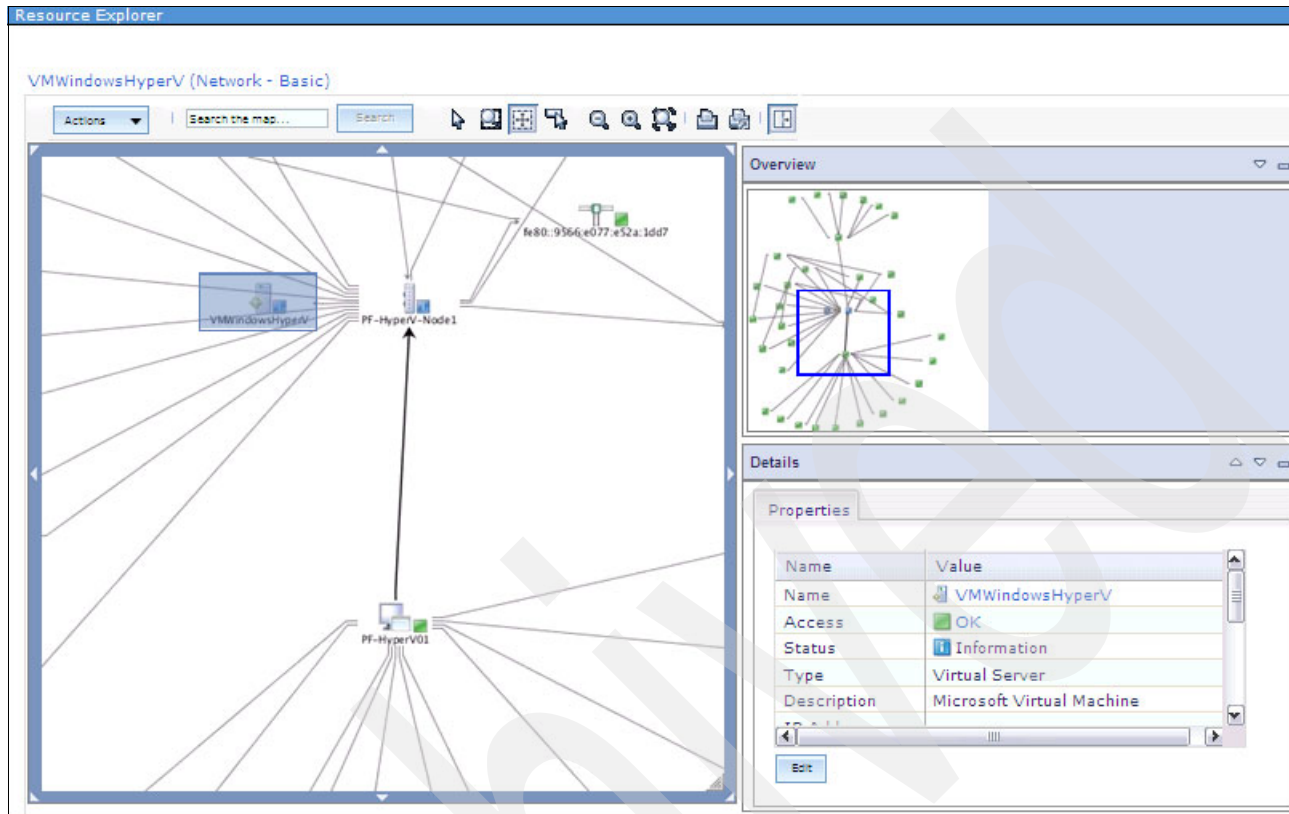 Resource Explorer
VMWindowsHyperV (Network - Basic)
Actions
Search the map...
Search
fe80::9566:e077:e52a:1dd7
VMWindowsHyperV
PF-HyperV-Node1
PF-HyperV01
Overview
Details
Properties
Name Value
Name VMWindowsHyperV
Access OK
Status Information
Type Virtual Server
Description Microsoft Virtual Machine
Edit